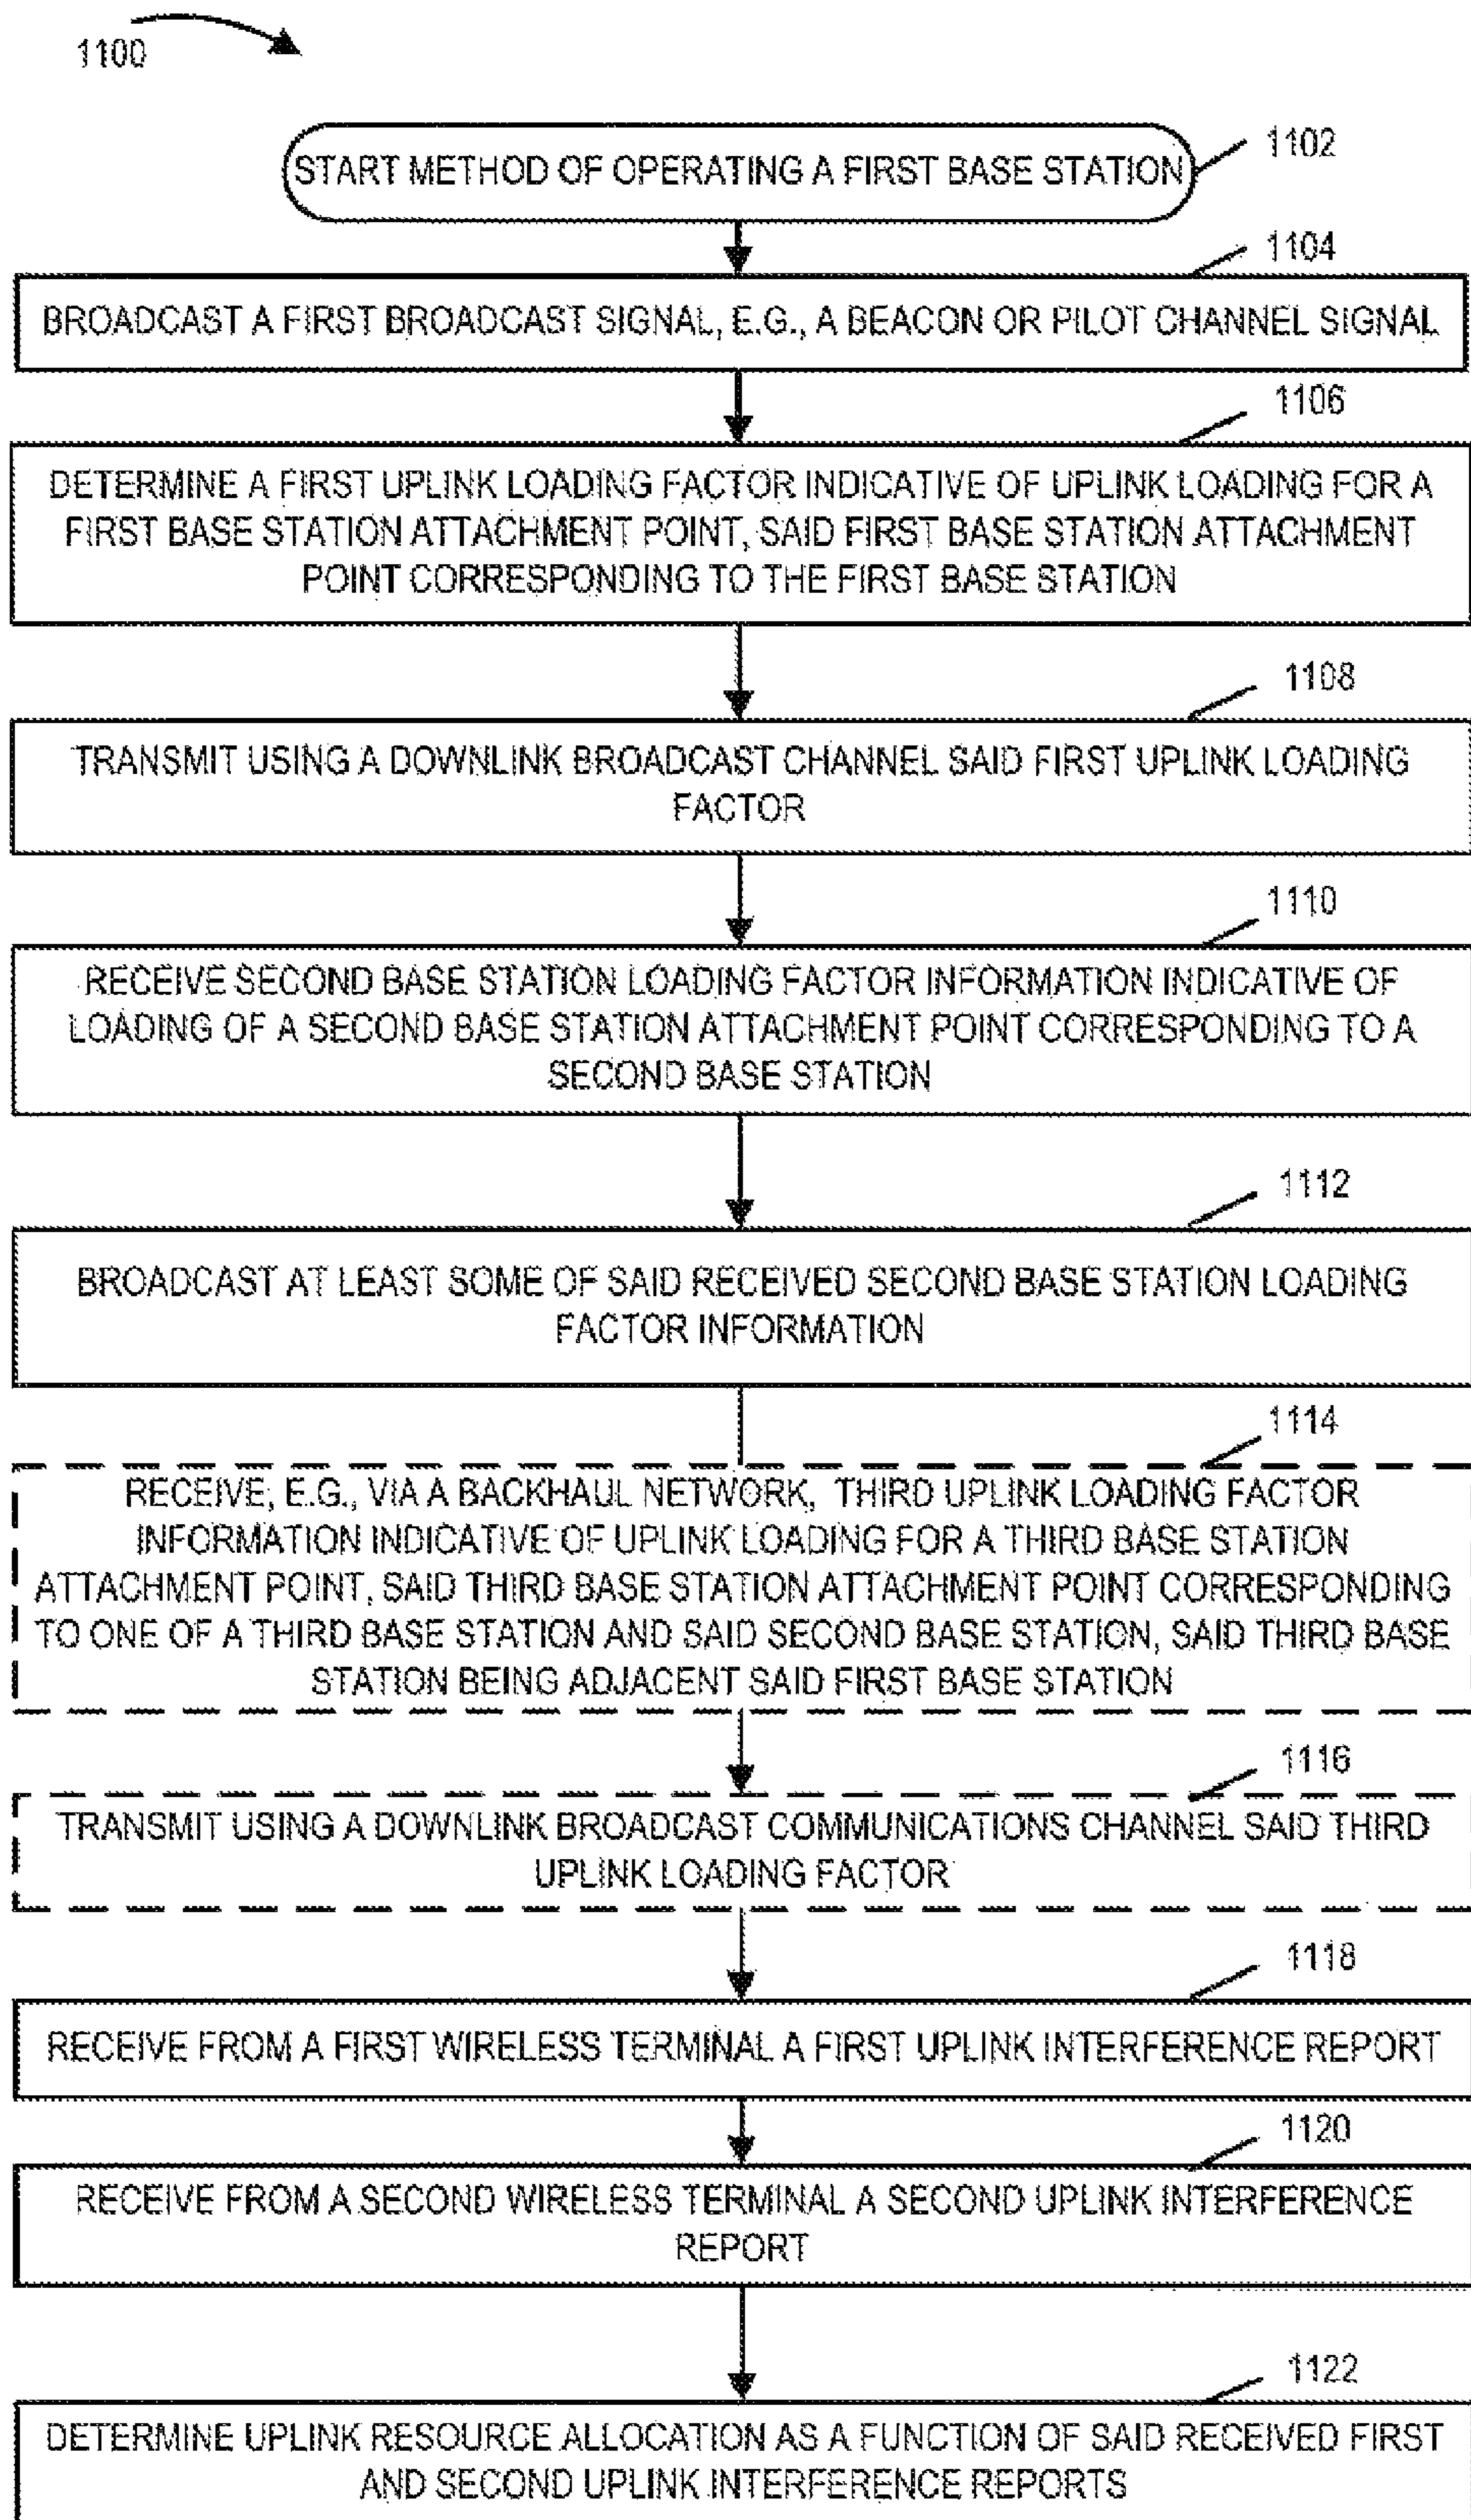 1100
START METHOD OF OPERATING A FIRST BASE STATION
1102
1104
BROADCAST A FIRST BROADCAST SIGNAL, E.G., A BEACON OR PILOT CHANNEL SIGNAL
1106
DETERMINE A FIRST UPLINK LOADING FACTOR INDICATIVE OF UPLINK LOADING FOR A
FIRST BASE STATION ATTACHMENT POINT, SAID FIRST BASE STATION ATTACHMENT
POINT CORRESPONDING TO THE FIRST BASE STATION
1108
TRANSMIT USING A DOWNLINK BROADCAST CHANNEL SAID FIRST UPLINK LOADING
FACTOR
1110
RECEIVE SECOND BASE STATION LOADING FACTOR INFORMATION INDICATIVE OF
LOADING OF A SECOND BASE STATION ATTACHMENT POINT CORRESPONDING TO A
SECOND BASE STATION
1112
BROADCAST AT LEAST SOME OF SAID RECEIVED SECOND BASE STATION LOADING
FACTOR INFORMATION
1114
RECEIVE, E.G., VIA A BACKHAUL NETWORK, THIRD UPLINK LOADING FACTOR
INFORMATION INDICATIVE OF UPLINK LOADING FOR A THIRD BASE STATION
ATTACHMENT POINT, SAID THIRD BASE STATION ATTACHMENT POINT CORRESPONDING
TO ONE OF A THIRD BASE STATION AND SAID SECOND BASE STATION, SAID THIRD BASE
STATION BEING ADJACENT SAID FIRST BASE STATION
1116
TRANSMIT USING A DOWNLINK BROADCAST COMMUNICATIONS CHANNEL SAID THIRD
UPLINK LOADING FACTOR
1118
RECEIVE FROM A FIRST WIRELESS TERMINAL A FIRST UPLINK INTERFERENCE REPORT
1120
RECEIVE FROM A SECOND WIRELESS TERMINAL A SECOND UPLINK INTERFERENCE
REPORT
1122
DETERMINE UPLINK RESOURCE ALLOCATION AS A FUNCTION OF SAID RECEIVED FIRST
AND SECOND UPLINK INTERFERENCE REPORTS